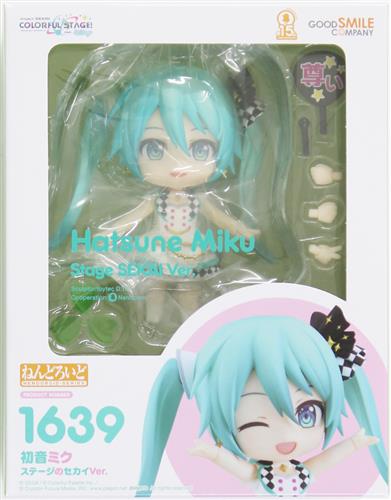 COLORFUL STAGE!
15
GOOD SMILE
COMPANY
尊い
Hatsune Miku
Stage SEKAI Ver.
ねんどろいど
NENDOROID SERIES
PRODUCT NUMBER
1639
初音ミク
ステージのセカイVer.